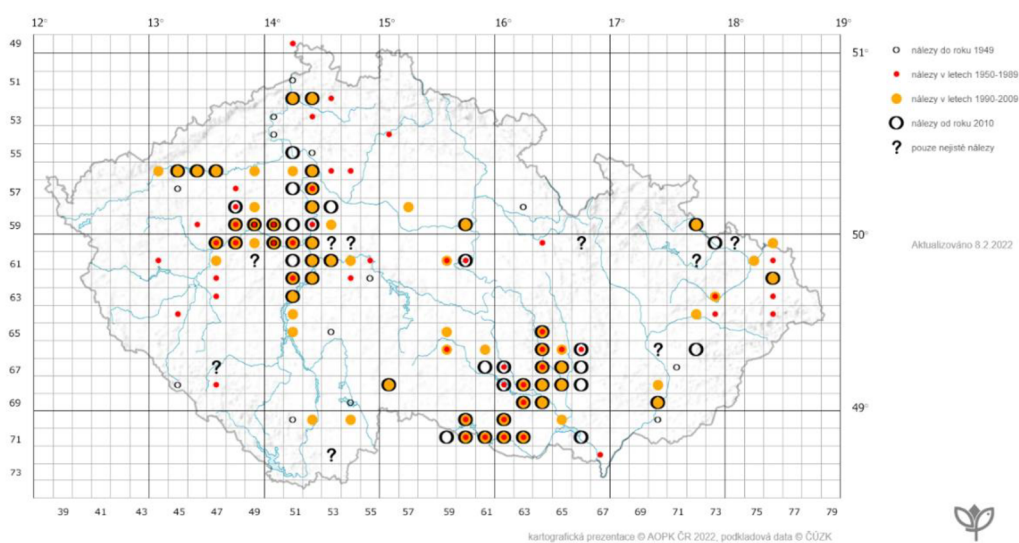 12° 13° 14° 15° 16° 17° 18° 19°
49
51°
51
53
55
57
59
50°
61
63
65
67
69
49°
71
73
39 41 43 45 47 49 51 53 55 57 59 61 63 65 67 69 71 73 75 77 79
nálezy do roku 1949
nálezy v letech 1950-1989
nálezy v letech 1990-2009
nálezy od roku 2010
? pouze nejisté nálezy
? ?
?
?
?
?
?
?
?
?
Aktualizováno 8.2.2022
kartografická prezentace © AOPK ČR 2022, podkladová data © ČÚZK